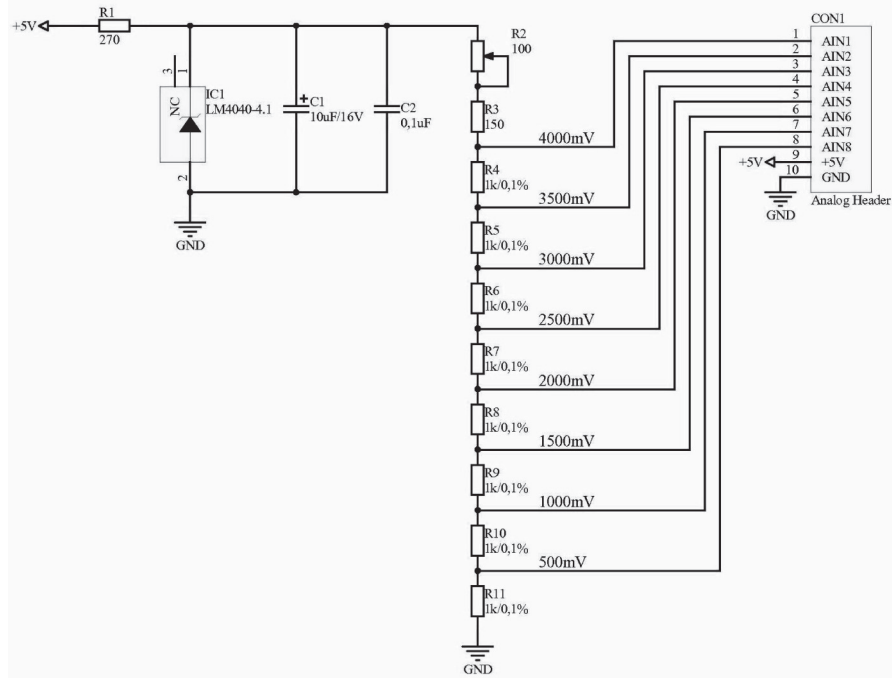 +5V
R1
270
3
1
NC
IC1
LM4040-4.1
2
GND
C1
10uF/16V
C2
0,1uF
R2
100
R3
150
4000mV
R4
1k/0,1%
3500mV
R5
1k/0,1%
3000mV
R6
1k/0,1%
2500mV
R7
1k/0,1%
2000mV
R8
1k/0,1%
1500mV
R9
1k/0,1%
1000mV
R10
1k/0,1%
500mV
R11
1k/0,1%
GND
CON1
1 AIN1
2 AIN2
3 AIN3
4 AIN4
5 AIN5
6 AIN6
7 AIN7
8 AIN8
+5V 9 +5V
10 GND
GND
Analog Header